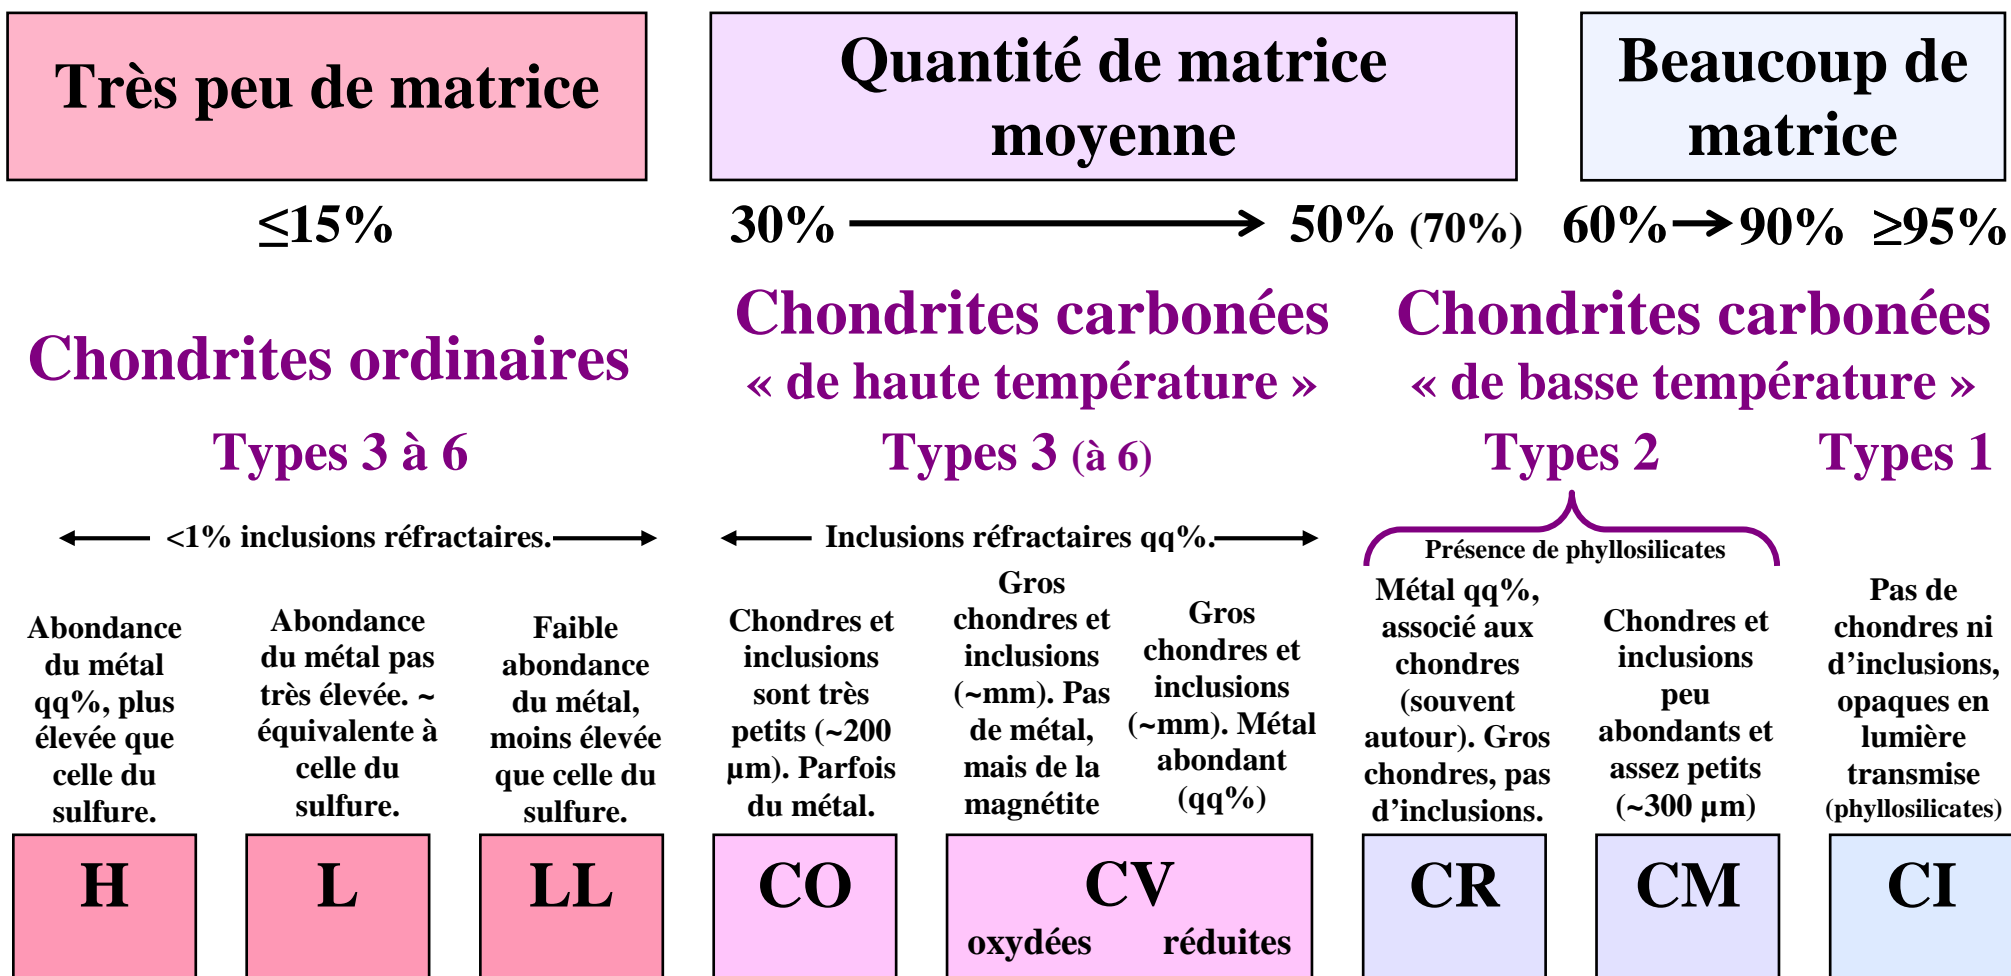 Très peu de matrice
Quantité de matrice
moyenne
Beaucoup de
matrice
≤15%
30%
50% (70%)
60%
90%
≥95%
Chondrites ordinaires
Types 3 à 6
Chondrites carbonées
« de haute température »
Types 3 (à 6)
Chondrites carbonées
« de basse température »
Types 2
Types 1
<1% inclusions réfractaires.
Inclusions réfractaires qq%.
Présence de phyllosilicates
Abondance
du métal
qq%, plus
élevée que
celle du
sulfure.
Abondance
du métal pas
très élevée. ~
équivalente à
celle du
sulfure.
Faible
abondance
du métal,
moins élevée
que celle du
sulfure.
Chondres et
inclusions
sont très
petits (~200
µm). Parfois
du métal.
Gros
chondres et
inclusions
(~mm). Pas
de métal,
mais de la
magnétite
Gros
chondres et
inclusions
(~mm). Métal
abondant
(qq%)
Métal qq%,
associé aux
chondres
(souvent
autour). Gros
chondres, pas
d’inclusions.
Chondres et
inclusions
peu
abondants et
assez petits
(~300 µm)
Pas de
chondres ni
d’inclusions,
opaques en
lumière
transmise
(phyllosilicates)
H
L
LL
CO
CV
oxydées
réduites
CR
CM
CI